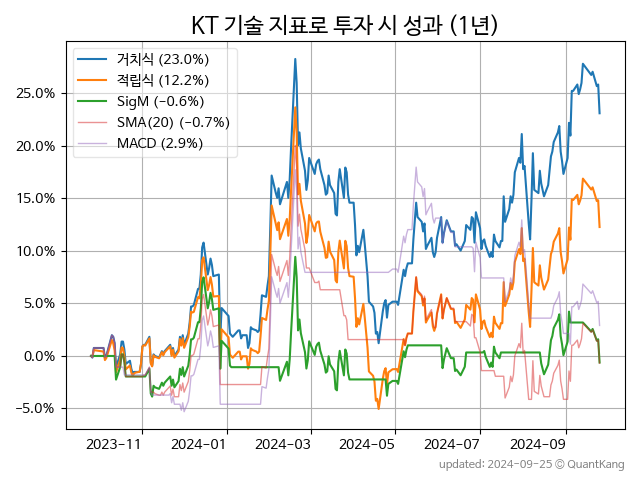 KT 기술 지표로 투자 시 성과 (1년)
거치식 (23.0%)
적립식 (12.2%)
SigM (−0.6%)
SMA(20) (−0.7%)
MACD (2.9%)
25.0%
20.0%
15.0%
10.0%
5.0%
0.0%
−5.0%
2023-11 2024-01 2024-03 2024-05 2024-07 2024-09
updated: 2024-09-25 © QuantKang